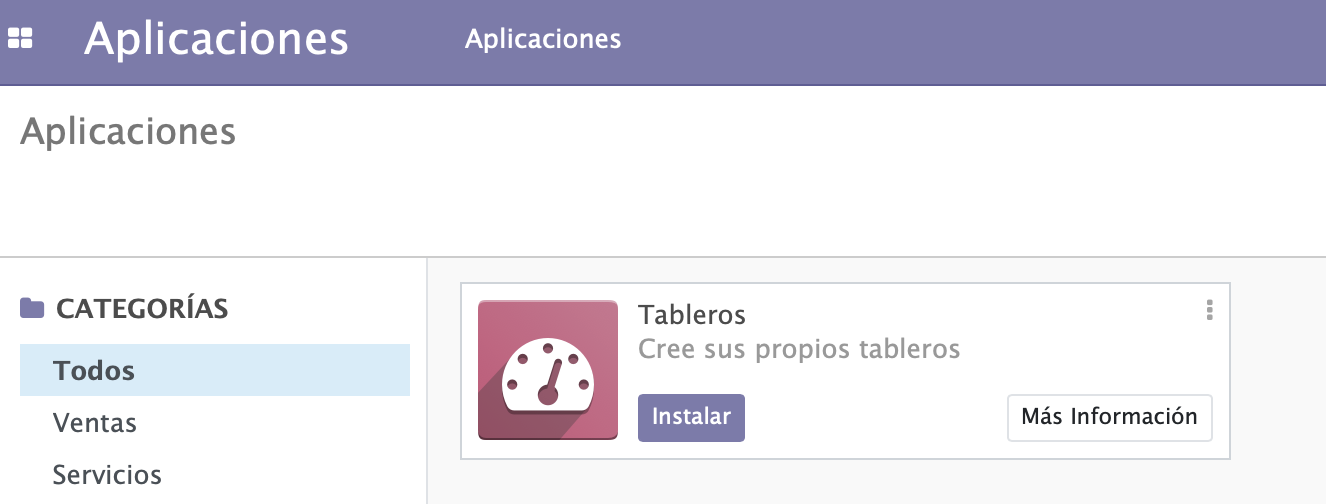 Aplicaciones
Aplicaciones
Aplicaciones
CATEGORÍAS
Todos
Ventas
Servicios
Tableros
Cree sus propios tableros
Instalar
Más Información